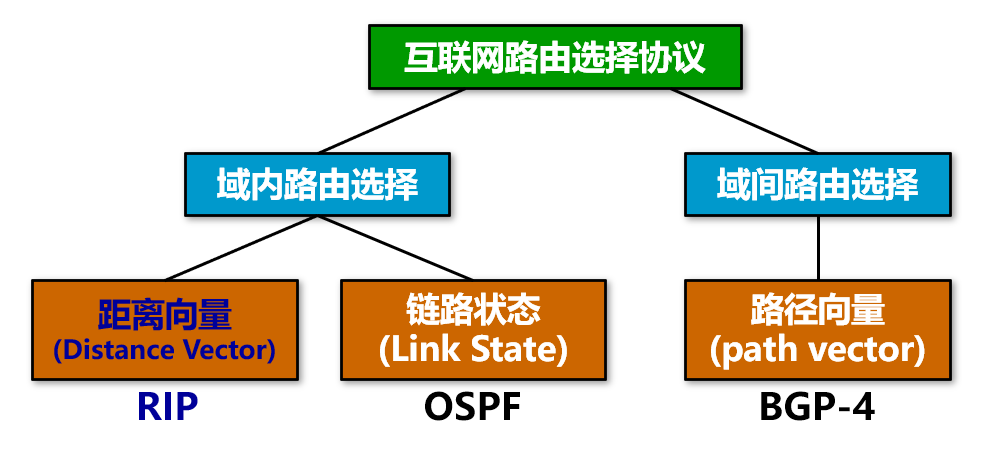 互联网路由选择协议
域内路由选择
域间路由选择
距离向量
(Distance Vector)
链路状态
(Link State)
路径向量
(path vector)
RIP
OSPF
BGP-4